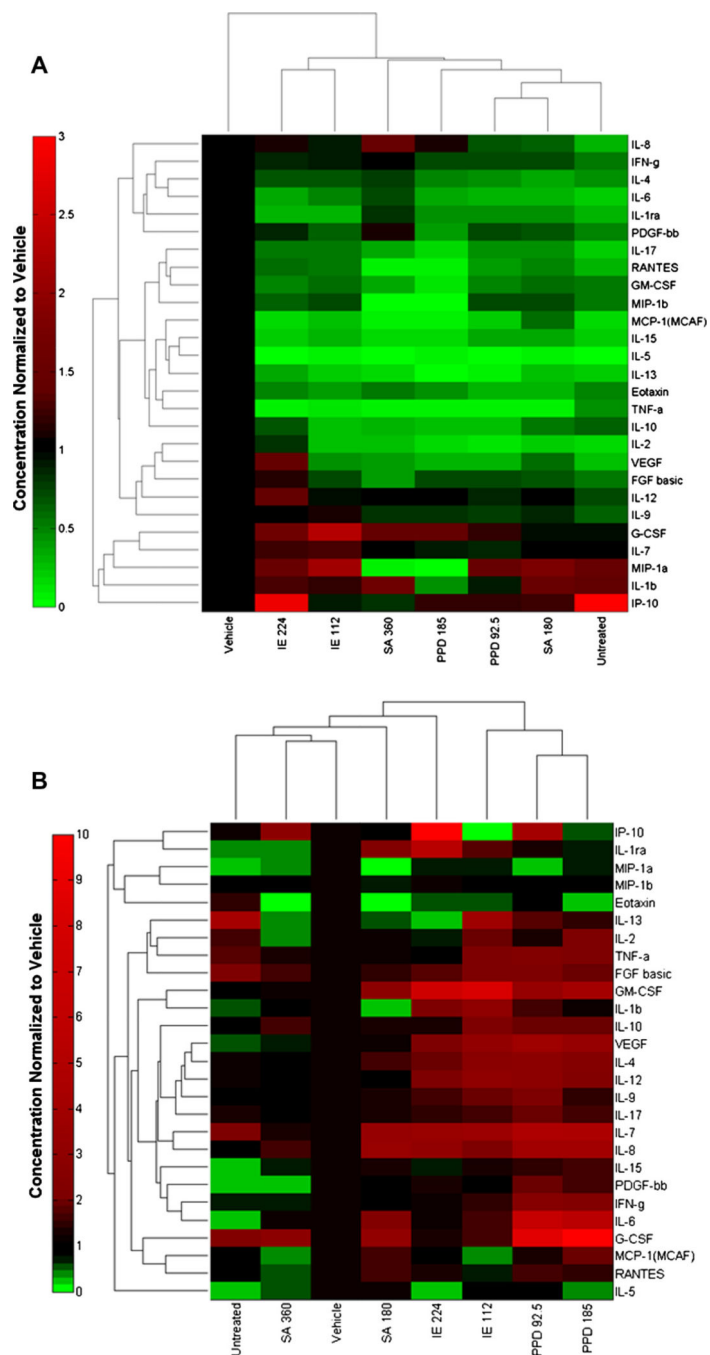 A
Concentration Normalized to Vehicle
3
2.5
2
1.5
1
0.5
0
IL-8
IFN-g
IL-4
IL-6
IL-1ra
PDGF-bb
IL-17
RANTES
GM-CSF
MIP-1b
MCP-1(MCAF)
IL-15
IL-5
IL-13
Eotaxin
TNF-a
IL-10
IL-2
VEGF
FGF basic
IL-12
IL-9
G-CSF
IL-7
MIP-1a
IL-1b
IP-10
Vehicle
IE 224
IE 112
SA 360
PPD 185
PPD 92.5
SA 180
Untreated
B
Concentration Normalized to Vehicle
10
9
8
7
6
5
4
3
2
1
0
IP-10
IL-1ra
MIP-1a
MIP-1b
Eotaxin
IL-13
IL-2
TNF-a
FGF basic
GM-CSF
IL-1b
IL-10
VEGF
IL-4
IL-12
IL-9
IL-17
IL-7
IL-8
IL-15
PDGF-bb
IFN-g
IL-6
G-CSF
MCP-1(MCAF)
RANTES
IL-5
Untreated
SA 360
Vehicle
SA 180
IE 224
IE 112
PPD 92.5
PPD 185